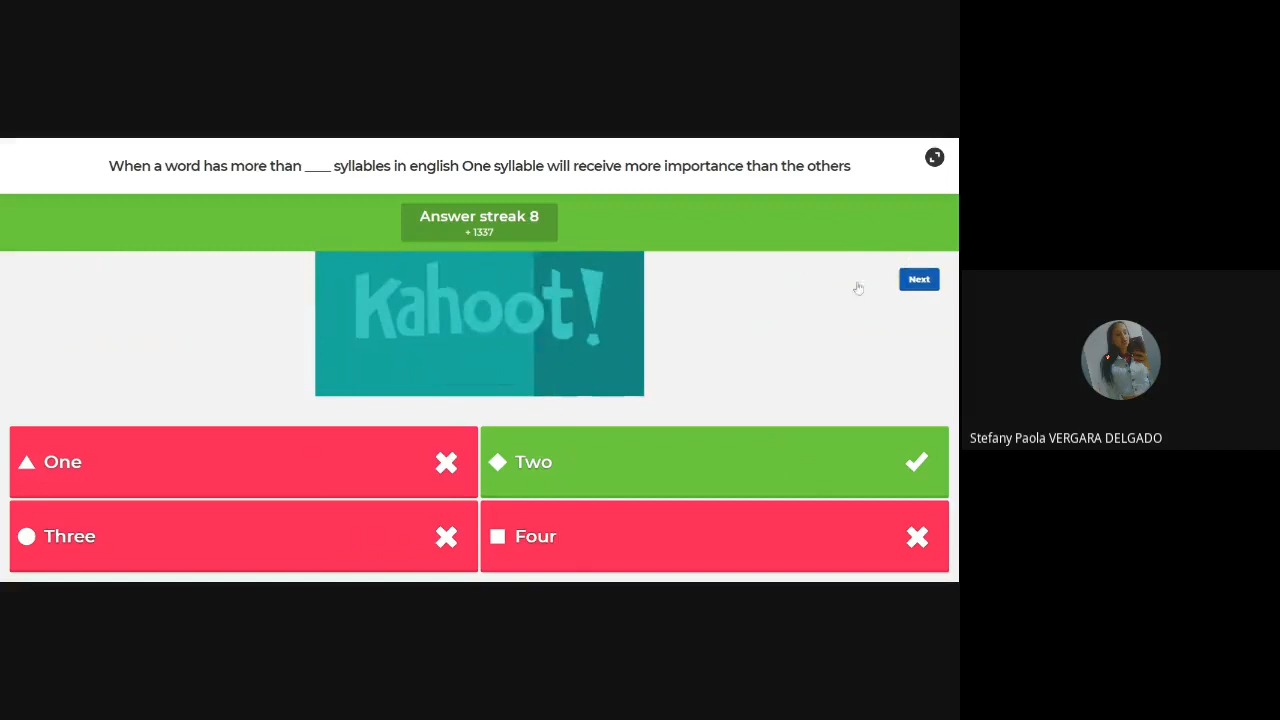 When a word has more than ____ syllables in english One syllable will receive more importance than the others
Answer streak 8
+ 1337
Kahoot!
Next
One
Two
Three
Four
Stefany Paola VERGARA DELGADO